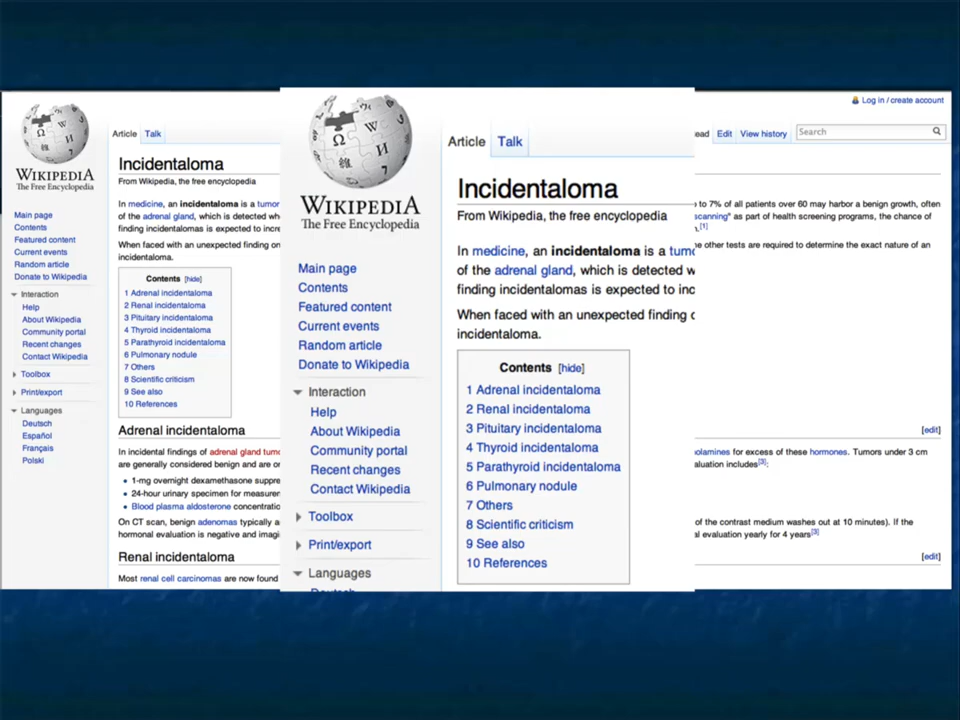 Log in / create account
Article Talk
ead Edit View history Search
WIKIPEDIA
The Free Encyclopedia
Main page
Contents
Featured content
Current events
Random article
Donate to Wikipedia
Interaction
Help
About Wikipedia
Community portal
Recent changes
Contact Wikipedia
Toolbox
Print/export
Languages
Deutsch
Español
Français
Polski
Incidentaloma
From Wikipedia, the free encyclopedia
In medicine, an incidentaloma is a tumor
of the adrenal gland, which is detected
finding incidentalomas is expected to
When faced with an unexpected finding
incidentaloma.
Contents [hide]
1 Adrenal incidentaloma
2 Renal incidentaloma
3 Pituitary incidentaloma
4 Thyroid incidentaloma
5 Parathyroid incidentaloma
6 Pulmonary nodule
7 Others
8 Scientific criticism
9 See also
10 References
Adrenal incidentaloma
In incidental findings of adrenal gland
are generally considered benign and are
1-mg overnight dexamethasone
24-hour urinary specimen for
Blood plasma aldosterone
On CT scan, benign adenomas typically
hormonal evaluation is negative and
Renal incidentaloma
Most renal cell carcinomas are now found
WIKIPEDIA
The Free Encyclopedia
Main page
Contents
Featured content
Current events
Random article
Donate to Wikipedia
Interaction
Help
About Wikipedia
Community portal
Recent changes
Contact Wikipedia
Toolbox
Print/export
Languages
Article Talk
Incidentaloma
From Wikipedia, the free encyclopedia
In medicine, an incidentaloma is a
of the adrenal gland, which is detected
finding incidentalomas is expected to
When faced with an unexpected finding
incidentaloma.
Contents [hide]
1 Adrenal incidentaloma
2 Renal incidentaloma
3 Pituitary incidentaloma
4 Thyroid incidentaloma
5 Parathyroid incidentaloma
6 Pulmonary nodule
7 Others
8 Scientific criticism
9 See also
10 References
to 7% of all patients over 60 may harbor a benign growth, often
scanning" as part of health screening programs, the chance of
[1]
other tests are required to determine the exact nature of an
[edit]
for excess of these hormones. Tumors under 3 cm
includes[3]:
of the contrast medium washes out at 10 minutes). If the
evaluation yearly for 4 years[3]
[edit]